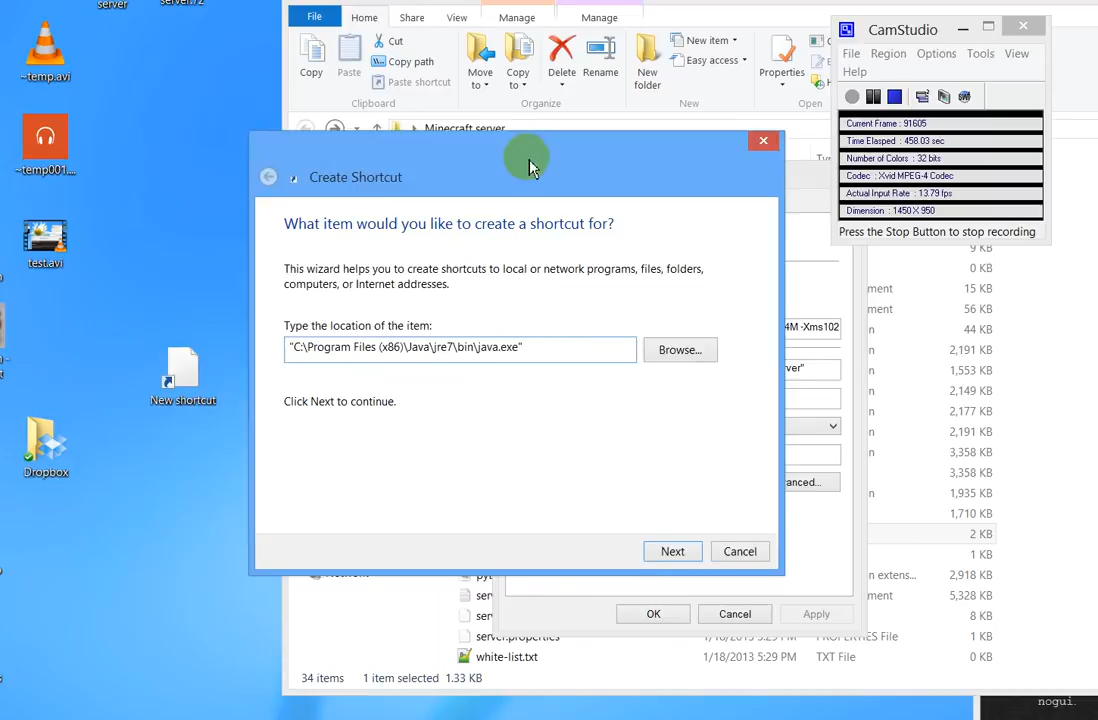 server
server.72
File
Home
Share
View
Manage
Manage
Copy
Paste
Cut
Copy path
Paste shortcut
Clipboard
Move
to
Copy
to
Delete
Rename
Organize
New
folder
New item
Easy access
New
Properties
Open
Minecraft server
CamStudio
File Region Options Tools View
Help
Current Frame : 91605
Time Elasped : 458.03 sec
Number of Colors : 32 bits
Codec : Xvid MPEG-4 Codec
Actual Input Rate : 13.79 fps
Dimension : 1450 X 950
Press the Stop Button to stop recording
~temp.avi
~temp001....
test.avi
New shortcut
Dropbox
Create Shortcut
What item would you like to create a shortcut for?
This wizard helps you to create shortcuts to local or network programs, files, folders,
computers, or Internet addresses.
Type the location of the item:
"C:\Program Files (x86)\Java\jre7\bin\java.exe"
Browse...
Click Next to continue.
Next
Cancel
4M -Xms102
ver"
anced...
9 KB
0 KB
ment 15 KB
ment 56 KB
n 44 KB
n 2,191 KB
n 1,553 KB
n 2,149 KB
n 2,177 KB
n 2,191 KB
n 3,358 KB
3,358 KB
n 1,935 KB
n 1,710 KB
2 KB
1 KB
n extens... 2,918 KB
ment 5,328 KB
8 KB
OK
Cancel
Apply
server.properties 1/18/2013 5:29 PM PROPERTIES File 1 KB
white-list.txt 1/18/2013 5:29 PM TXT File 0 KB
34 items 1 item selected 1.33 KB
nogui.